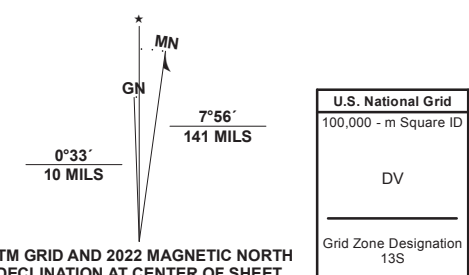 ★
MN
GN
7°56´
141 MILS
0°33´
10 MILS
TM GRID AND 2022 MAGNETIC NORTH
DECLINATION AT CENTER OF SHEET
U.S. National Grid
100,000 - m Square ID
DV
Grid Zone Designation
13S